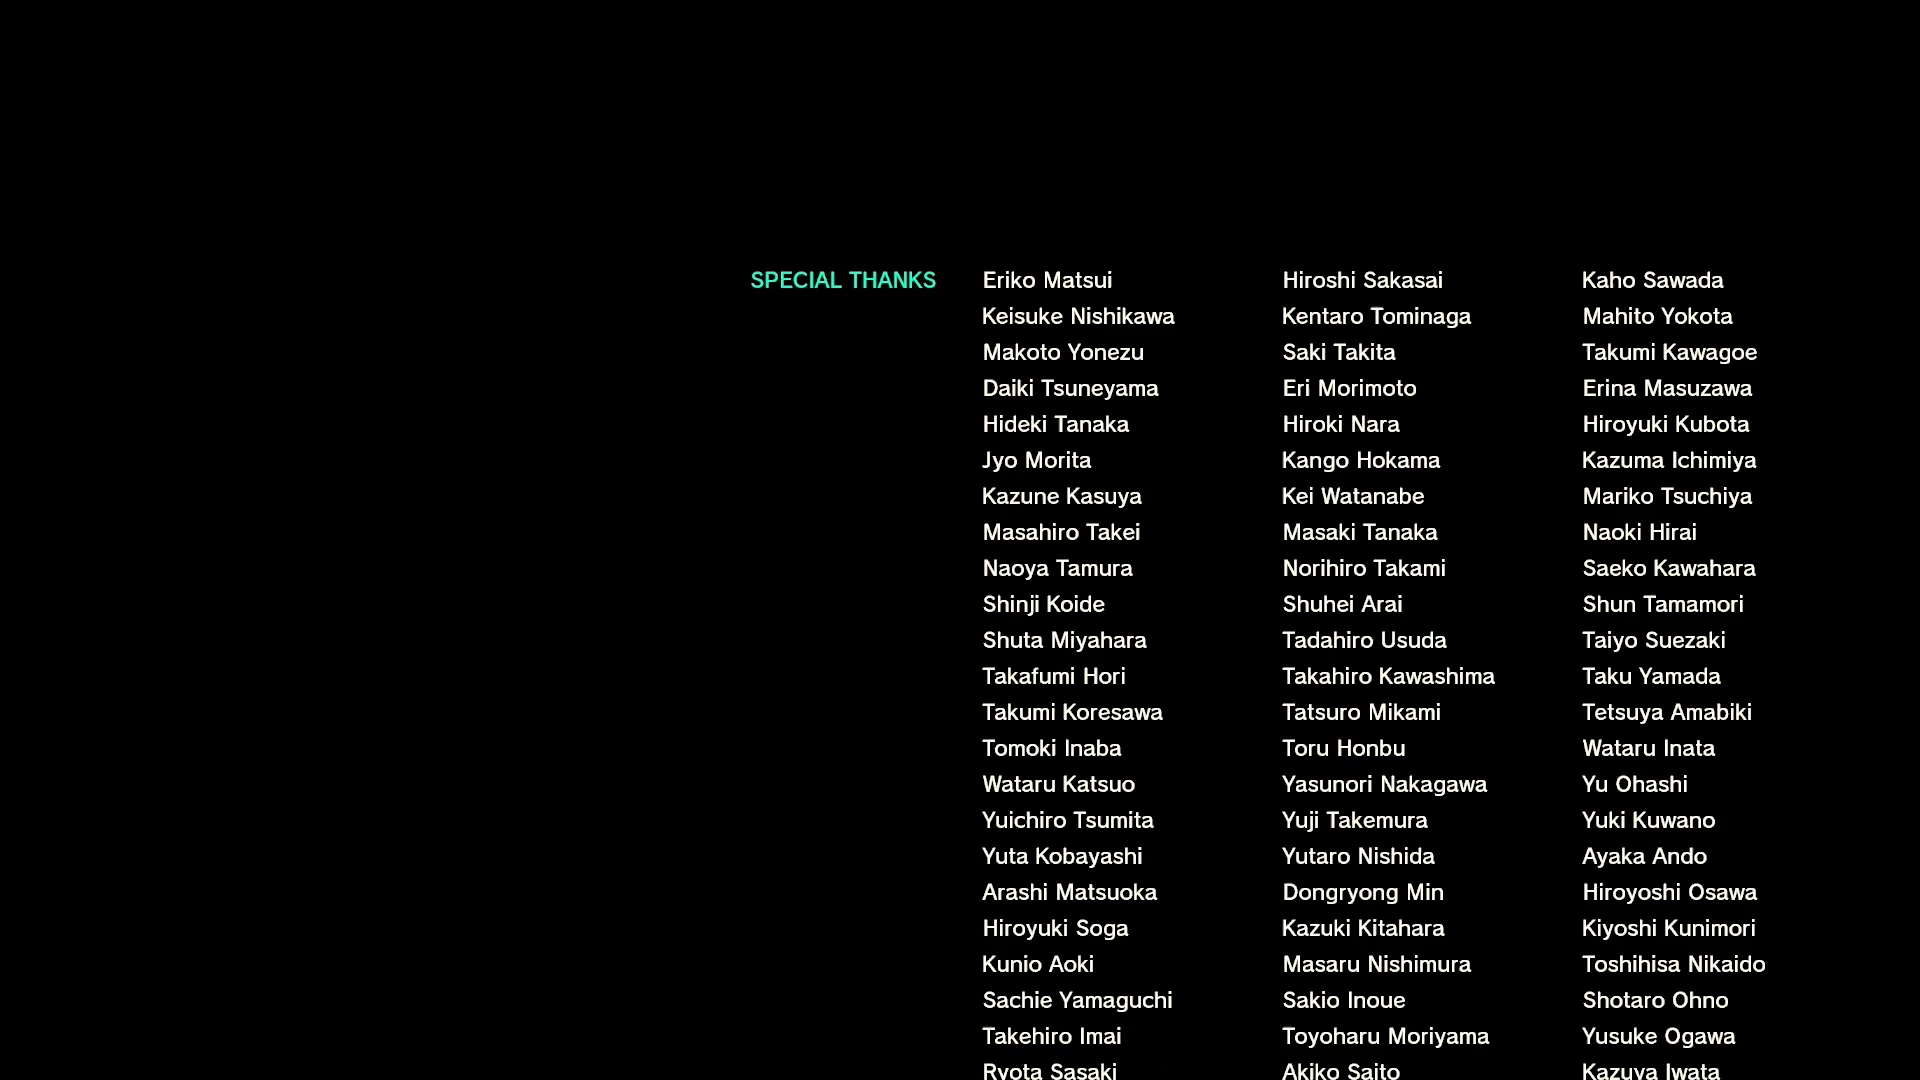 SPECIAL THANKS Eriko Matsui Hiroshi Sakasai Kaho Sawada
Keisuke Nishikawa Kentaro Tominaga Mahito Yokota
Makoto Yonezu Saki Takita Takumi Kawagoe
Daiki Tsuneyama Eri Morimoto Erina Masuzawa
Hideki Tanaka Hiroki Nara Hiroyuki Kubota
Jyo Morita Kango Hokama Kazuma Ichimiya
Kazune Kasuya Kei Watanabe Mariko Tsuchiya
Masahiro Takei Masaki Tanaka Naoki Hirai
Naoya Tamura Norihiro Takami Saeko Kawahara
Shinji Koide Shuhei Arai Shun Tamamori
Shuta Miyahara Tadahiro Usuda Taiyo Suezaki
Takafumi Hori Takahiro Kawashima Taku Yamada
Takumi Koresawa Tatsuro Mikami Tetsuya Amabiki
Tomoki Inaba Toru Honbu Wataru Inata
Wataru Katsuo Yasunori Nakagawa Yu Ohashi
Yuichiro Tsumita Yuji Takemura Yuki Kuwano
Yuta Kobayashi Yutaro Nishida Ayaka Ando
Arashi Matsuoka Dongryong Min Hiroyoshi Osawa
Hiroyuki Soga Kazuki Kitahara Kiyoshi Kunimori
Kunio Aoki Masaru Nishimura Toshihisa Nikaido
Sachie Yamaguchi Sakio Inoue Shotaro Ohno
Takehiro Imai Toyoharu Moriyama Yusuke Ogawa
Ryota Sasaki Akiko Saito Kazuya Iwata